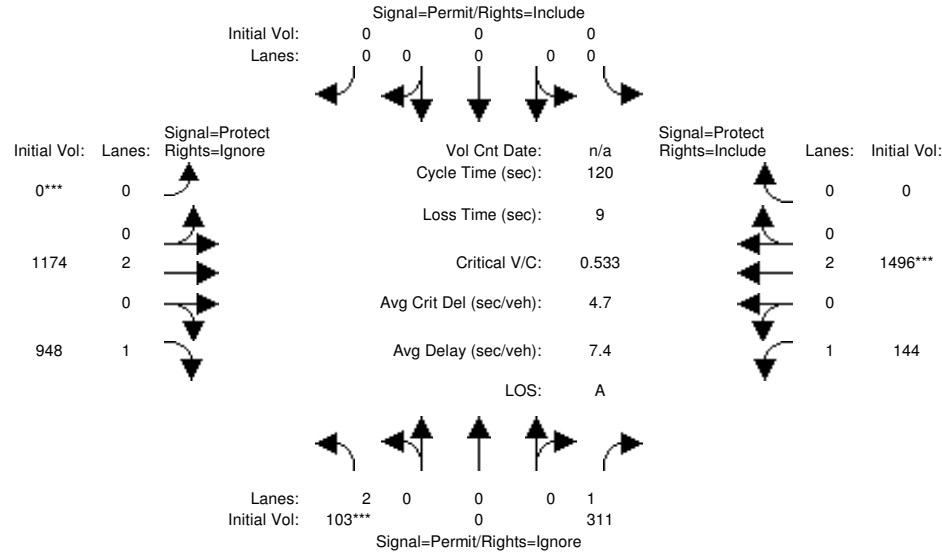 Signal=Permit/Rights=Include
Initial Vol: 0 0 0
Lanes: 0 0 0 0 0
Signal=Protect Signal=Protect
Initial Vol: Lanes: Rights=Ignore Vol Cnt Date: n/a Rights=Include Lanes: Initial Vol:
Cycle Time (sec): 120
0*** 0 0 0
Loss Time (sec): 9
0 0
1174 2 Critical V/C: 0.533 2 1496***
0 Avg Crit Del (sec/veh): 4.7 0
948 1 Avg Delay (sec/veh): 7.4 1 144
LOS: A
Lanes: 2 0 0 0 1
Initial Vol: 103*** 0 311
Signal=Permit/Rights=Ignore